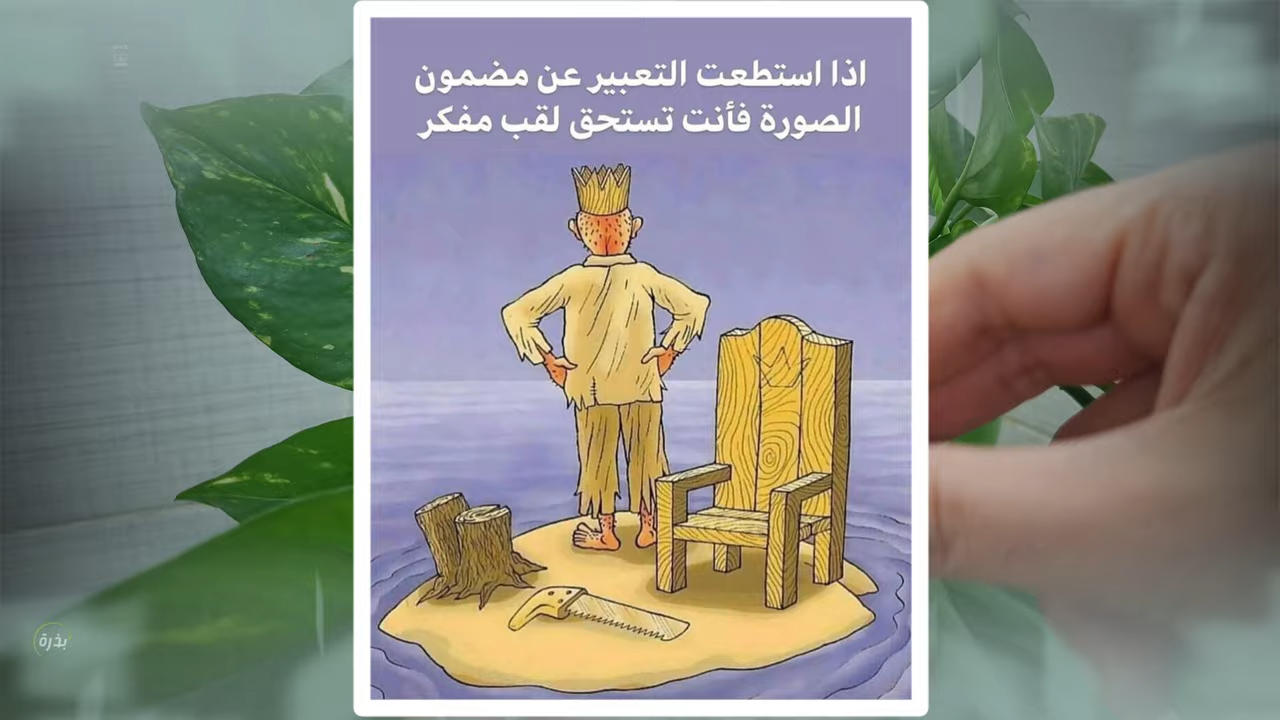 اذا استطعت التعبير عن مضمون
الصورة فأنت تستحق لقب مفكر
بذرة